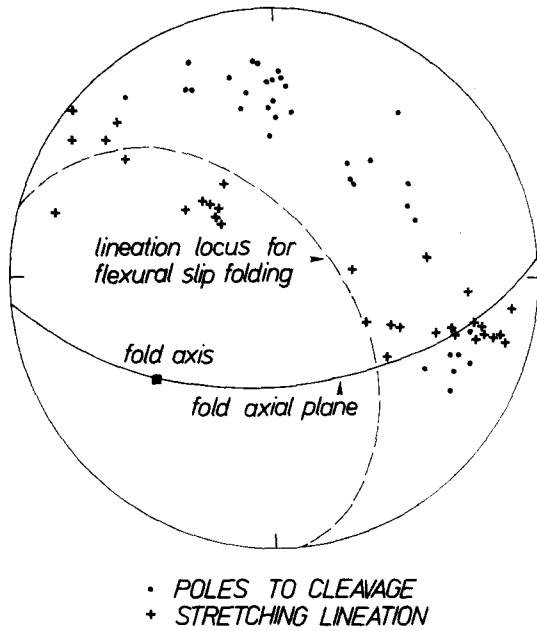 lineation locus for
flexural slip folding
fold axis
fold axial plane
• POLES TO CLEAVAGE
+ STRETCHING LINEATION